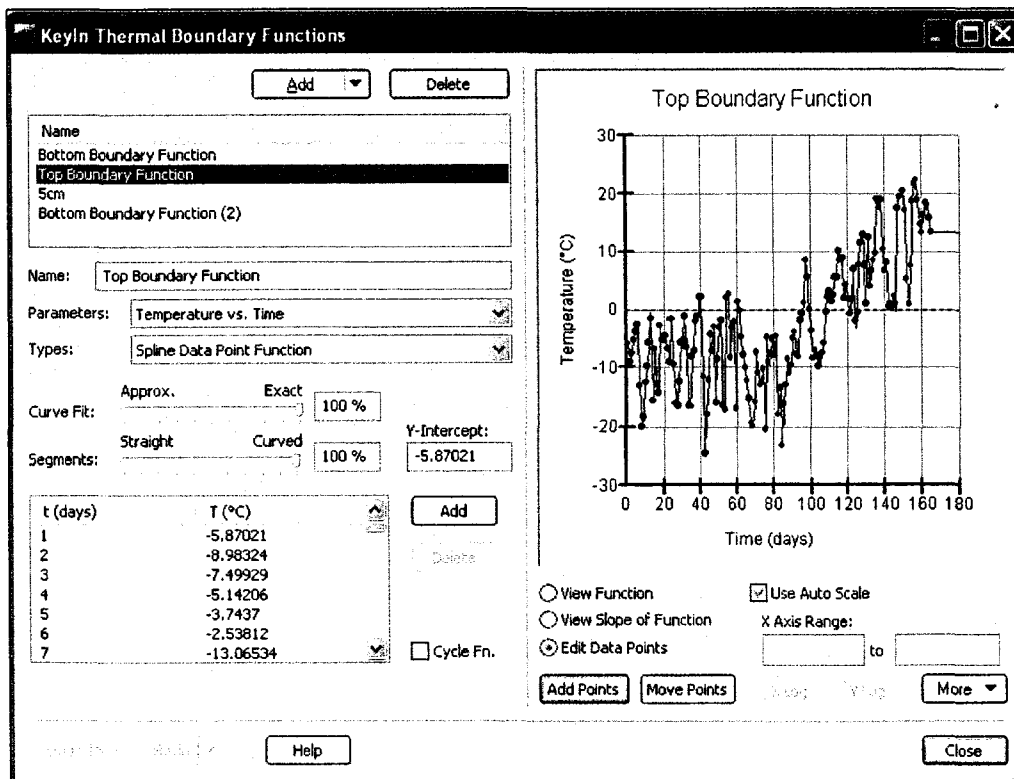 KeyIn Thermal Boundary Functions
Add
Delete
Name
Bottom Boundary Function
Top Boundary Function
5cm
Bottom Boundary Function (2)
Name: Top Boundary Function
Parameters: Temperature vs. Time
Types: Spline Data Point Function
Approx. Exact
Curve Fit: 100 %
Straight Curved
Segments: 100 %
Y-Intercept:
-5.87021
t (days) T (°C)
1 -5.87021
2 -8.98324
3 -7.49929
4 -5.14206
5 -3.7437
6 -2.53812
7 -13.06534
Add
Delete
Cycle Fn.
Top Boundary Function
Temperature (°C)
30
20
10
0
-10
-20
-30
0 20 40 60 80 100 120 140 160 180
Time (days)
View Function
View Slope of Function
Edit Data Points
Use Auto Scale
X Axis Range:
to
Add Points
Move Points
More
Help
Close